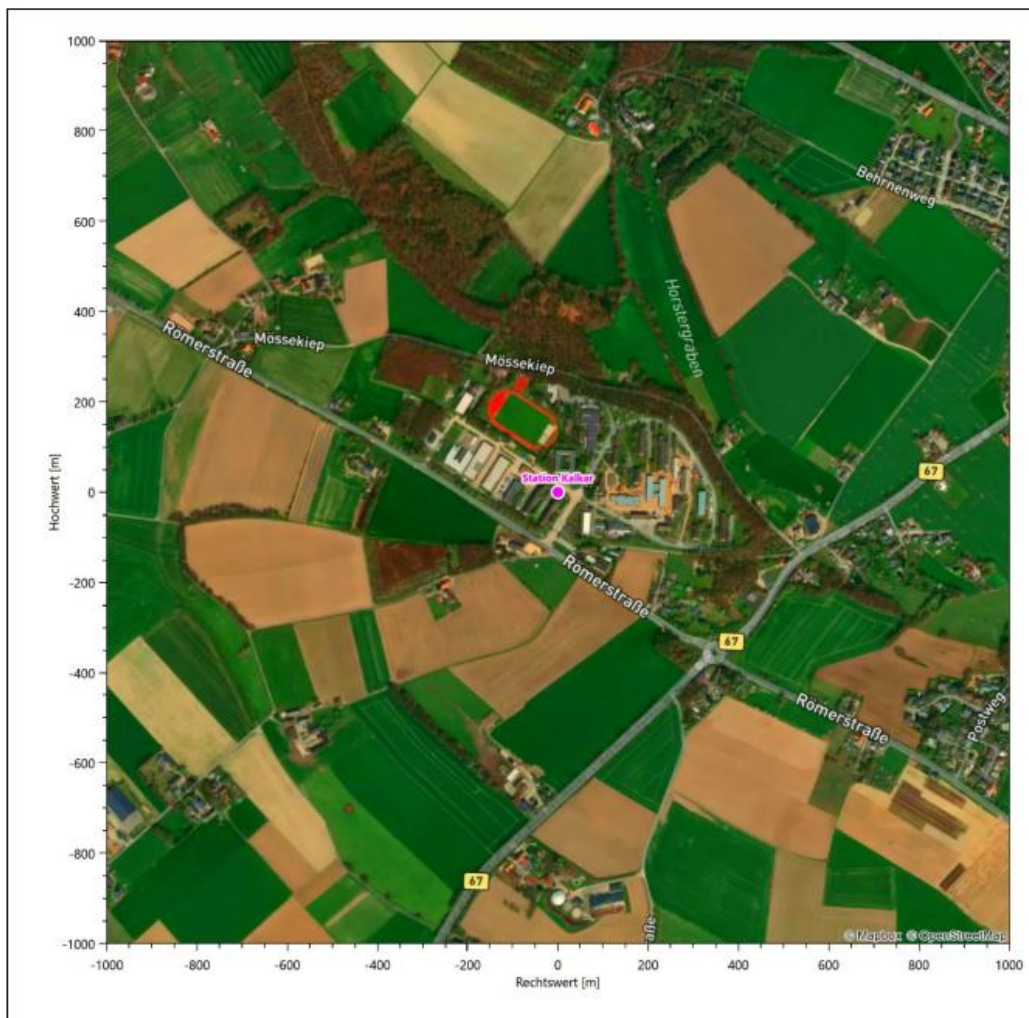 1000
800
600
400
200
0
-200
-400
-600
-800
-1000
Hochwert [m]
-1000 -800 -600 -400 -200 0 200 400 600 800 1000
Rechtswert [m]
Behrnenweg
Horstergraben
Römerstraße
Mössekiep
Mössekiep
67
Station Kalkar
Römerstraße
67
Römerstraße
Postweg
67
aße
© Mapbox © OpenStreetMap